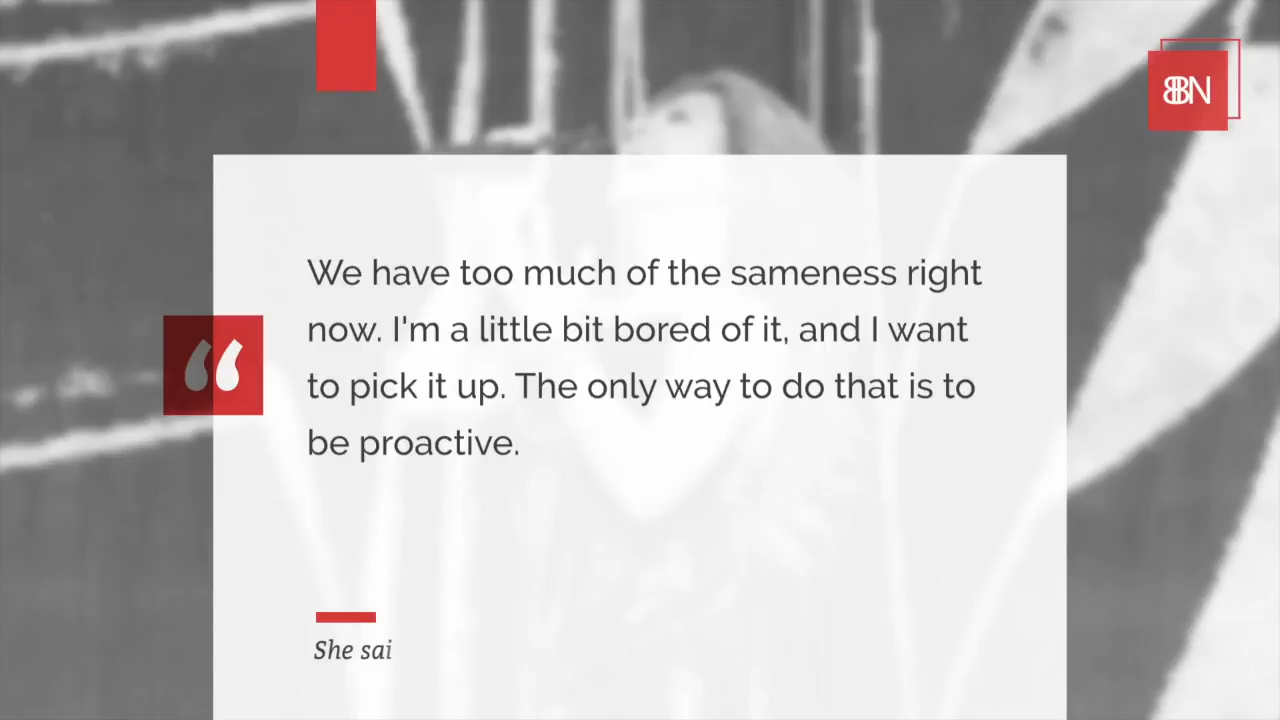 BBN
We have too much of the sameness right
now. I'm a little bit bored of it, and I want
to pick it up. The only way to do that is to
be proactive.
She sai